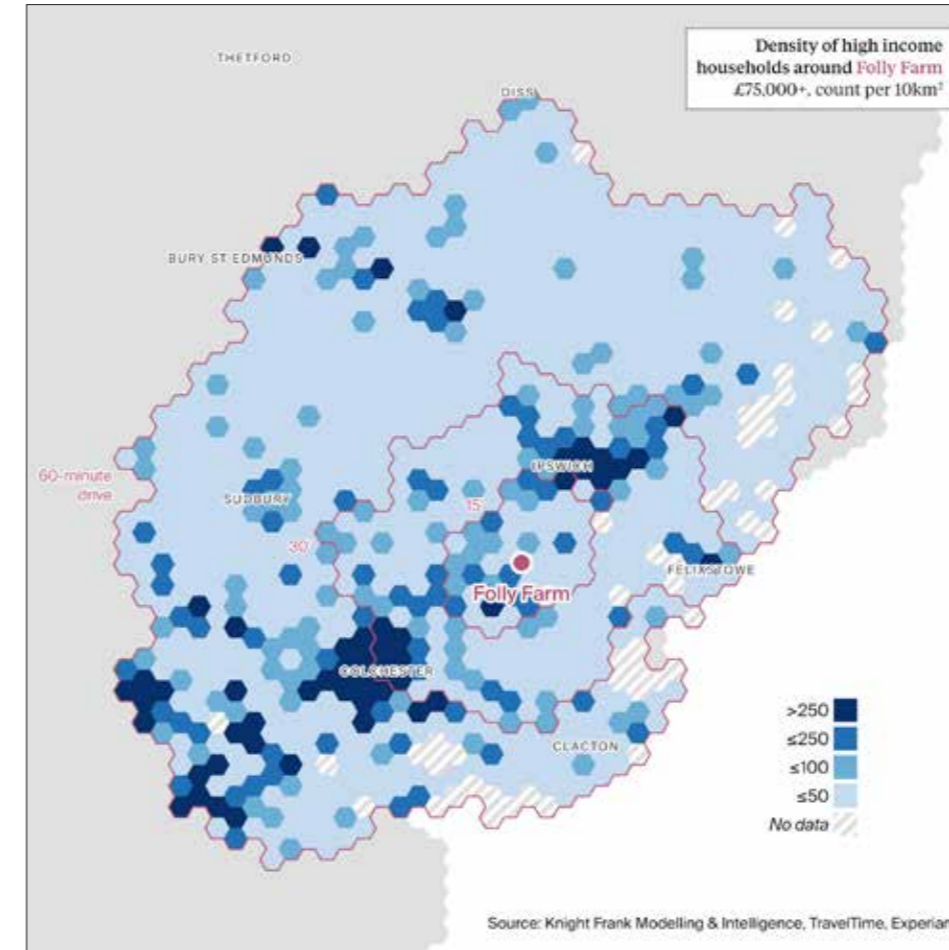 THETFORD
Density of high income
households around Folly Farm
£75,000+, count per 10km²
DISS
BURY ST EDMONDS
IPSWICH
60-minute
drive
SUDBURY
15'
30'
FELIXSTOWE
Folly Farm
COLCHESTER
CLACTON
>250
≤250
≤100
≤50
No data
Source: Knight Frank Modelling & Intelligence, TravelTime, Experian